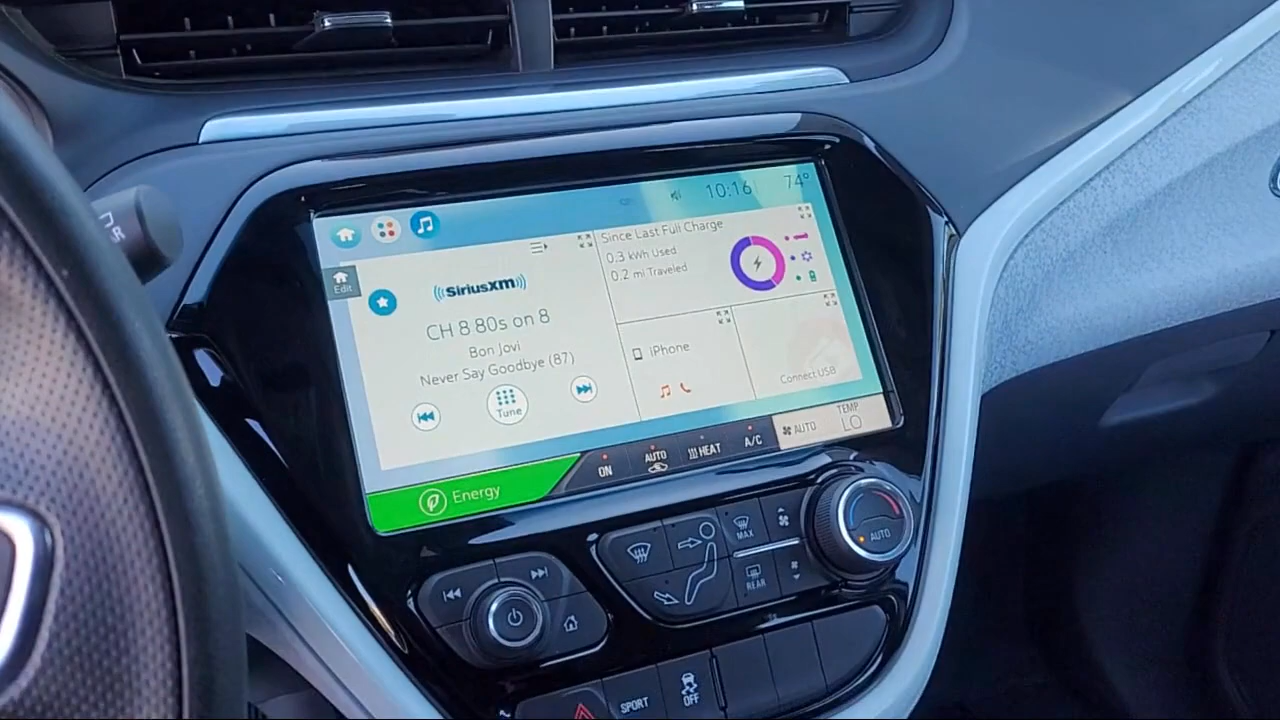 10:16
74°
Edit
SiriusXM
CH 8 80s on 8
Bon Jovi
Never Say Goodbye (87)
Tune
Since Last Full Charge
0.3 kWh Used
0.2 mi Traveled
iPhone
Connect USB
Energy
ON
AUTO
HEAT
A/C
AUTO
TEMP
LO
MAX
REAR
AUTO
SPORT
OFF